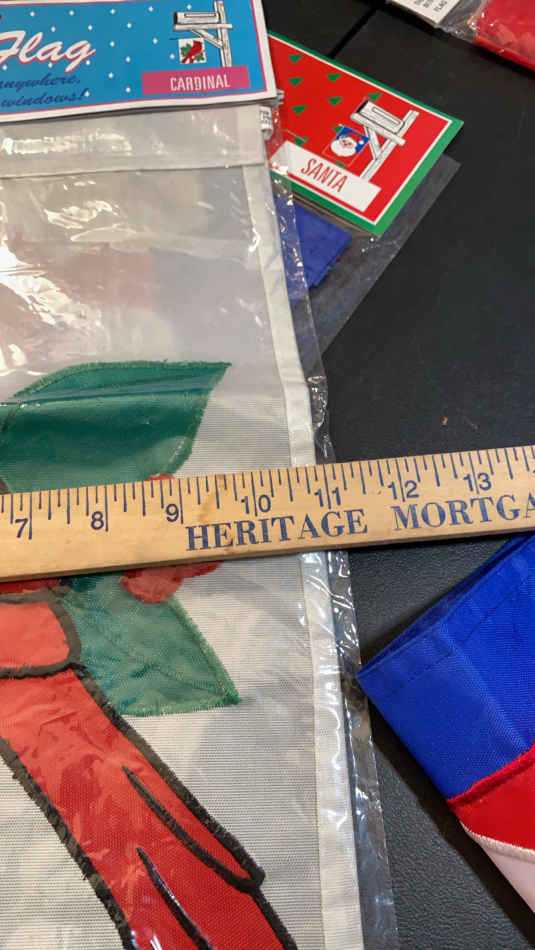 Flag
anywhere,
windows!
CARDINAL
SANTA
7 8 9 10 11 12 13
HERITAGE MORTGA